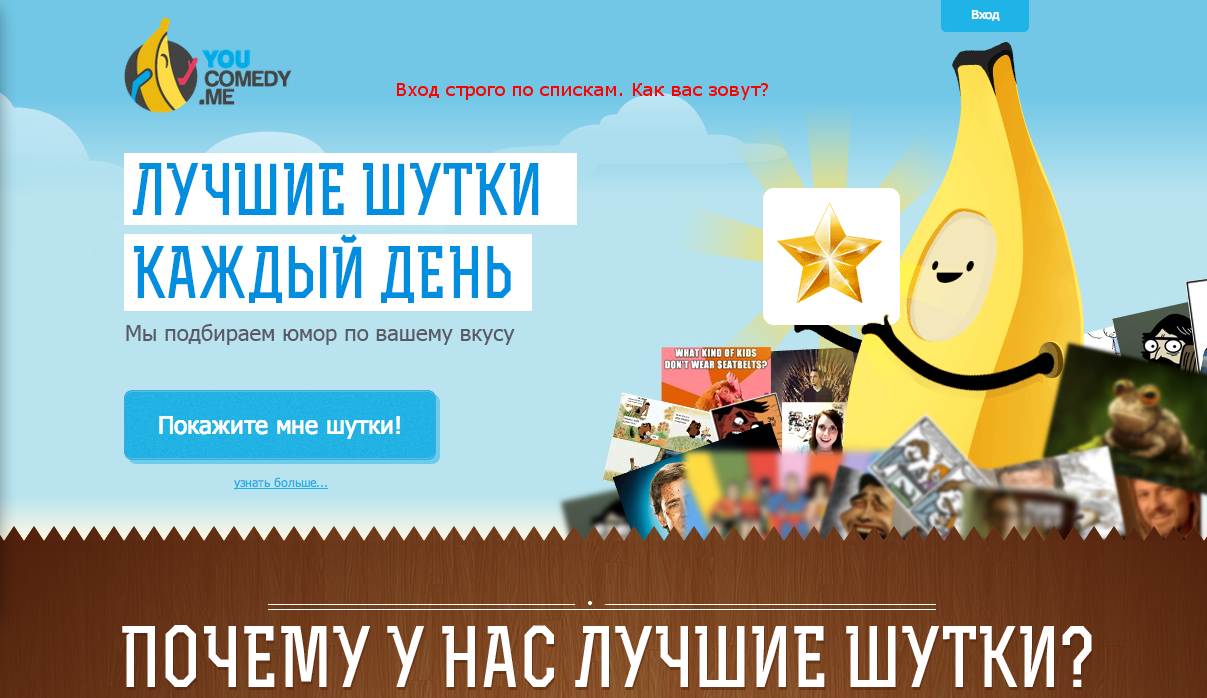 Вход
YOU
COMEDY
.ME
Вход строго по спискам. Как вас зовут?
ЛУЧШИЕ ШУТКИ
КАЖДЫЙ ДЕНЬ
Мы подбираем юмор по вашему вкусу
WHAT KIND OF KIDS
DON'T WEAR SEATBELTS?
Покажите мне шутки!
узнать больше...
ПОЧЕМУ У НАС ЛУЧШИЕ ШУТКИ?